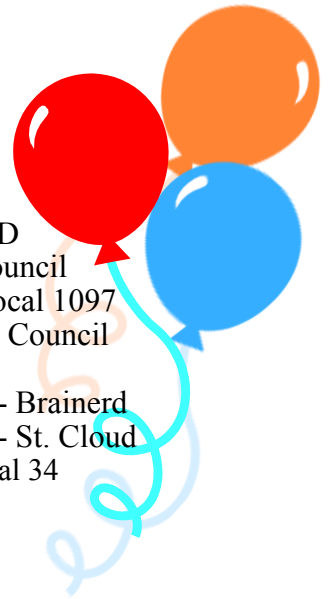 D
ouncil
ocal 1097
Council

- Brainerd
- St. Cloud
al 34